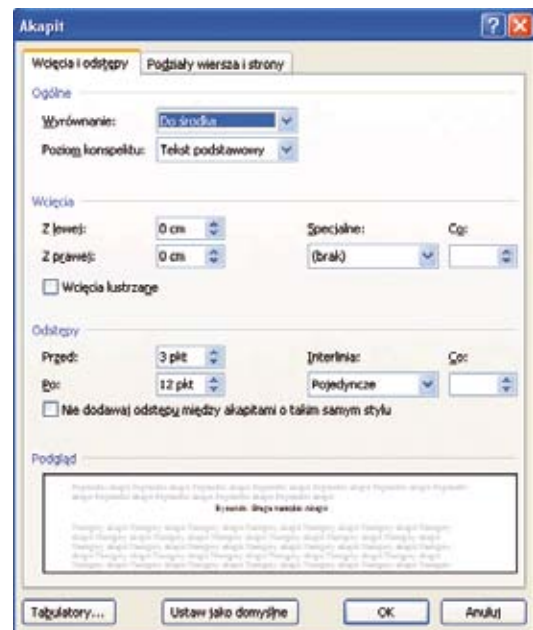 Akapit
Wcięcia i odstępy Podziały wiersza i strony
Ogólne
Wyrównanie: Do środka
Poziom konspektu: Tekst podstawowy
Wcięcia
Z lewej: 0 cm Specjalne: Co:
Z prawej: 0 cm (brak)
Wcięcia lustrzane
Odstępy
Przed: 3 pkt Interlinia: Co:
Po: 12 pkt Pojedyncze
Nie dodawaj odstępu między akapitami o takim samym stylu
Podgląd
Tabulatory... Ustaw jako domyślne OK Anuluj